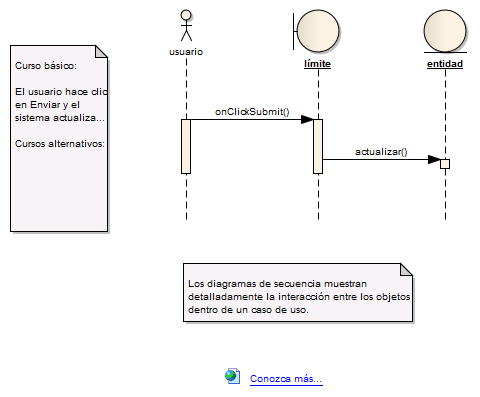 usuario
límite
entidad
Curso básico:
El usuario hace clic
en Enviar y el
sistema actualiza...
Cursos alternativos:
onClickSubmit()
actualizar()
Los diagramas de secuencia muestran
detalladamente la interacción entre los objetos
dentro de un caso de uso.
Conozca más...